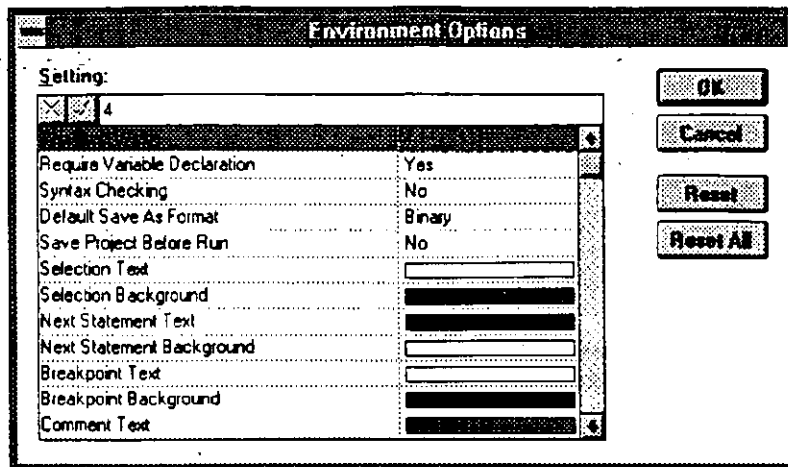 Environment Options
Setting:
4
OK
Cancel
Reset
Reset All
Require Variable Declaration Yes
Syntax Checking No
Default Save As Format Binary
Save Project Before Run No
Selection Text
Selection Background
Next Statement Text
Next Statement Background
Breakpoint Text
Breakpoint Background
Comment Text